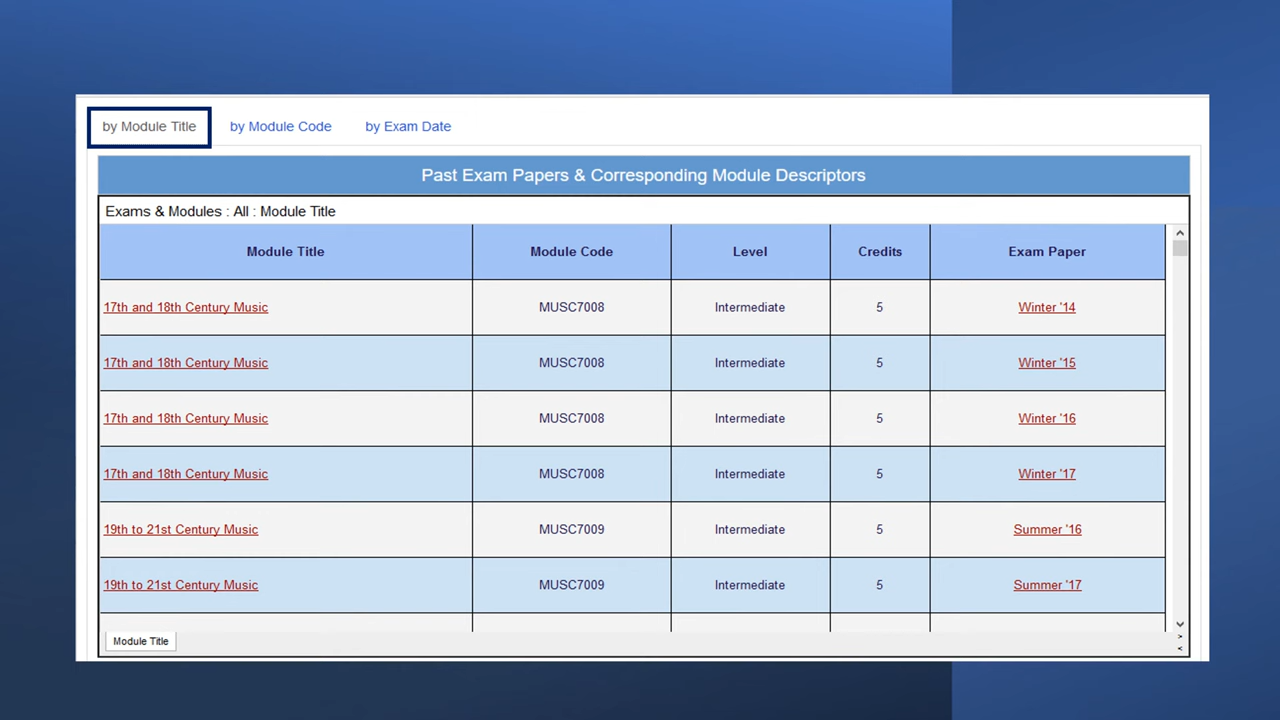 by Module Title by Module Code by Exam Date
Past Exam Papers & Corresponding Module Descriptors
Exams & Modules : All : Module Title
Module Title Module Code Level Credits Exam Paper
17th and 18th Century Music MUSC7008 Intermediate 5 Winter '14
17th and 18th Century Music MUSC7008 Intermediate 5 Winter '15
17th and 18th Century Music MUSC7008 Intermediate 5 Winter '16
17th and 18th Century Music MUSC7008 Intermediate 5 Winter '17
19th to 21st Century Music MUSC7009 Intermediate 5 Summer '16
19th to 21st Century Music MUSC7009 Intermediate 5 Summer '17
Module Title